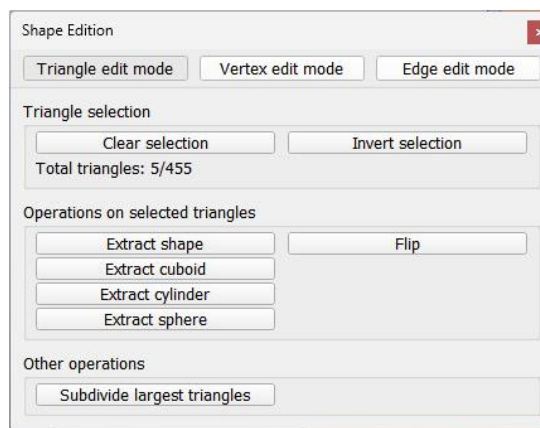 Shape Edition
Triangle edit mode Vertex edit mode Edge edit mode
Triangle selection
Clear selection Invert selection
Total triangles: 5/455
Operations on selected triangles
Extract shape Flip
Extract cuboid
Extract cylinder
Extract sphere
Other operations
Subdivide largest triangles